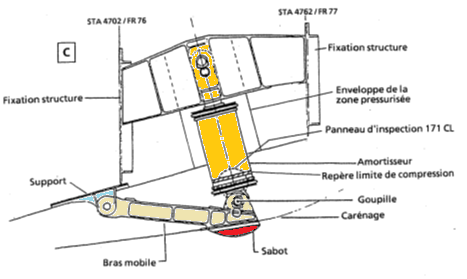 STA 4702 / FR 76
STA 4762 / FR 77
C
Fixation structure
Fixation structure
Enveloppe de la
zone pressurisée
Panneau d'inspection 171 CL
Amortisseur
Repère limite de compression
Support
Goupille
Carénage
Sabot
Bras mobile